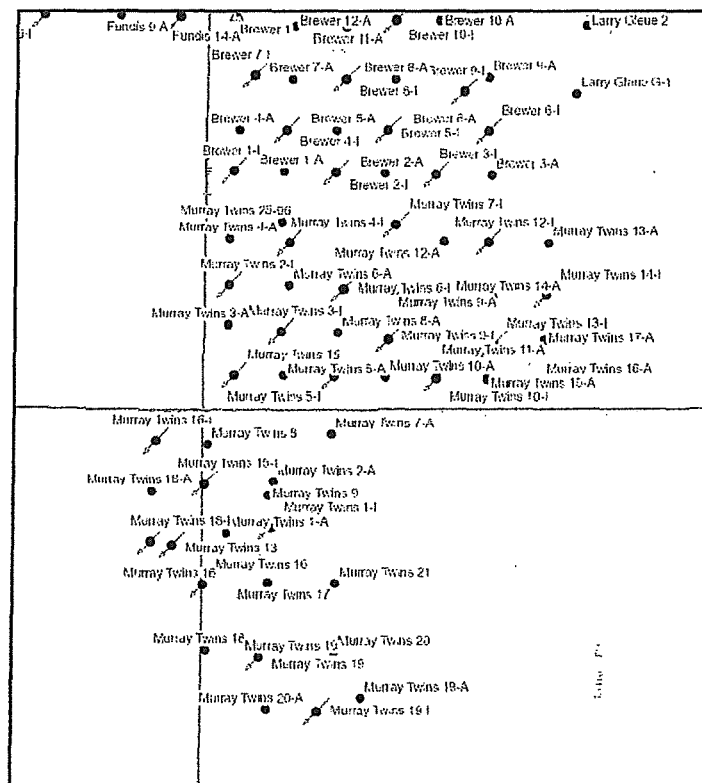 Fundis 9 A
Fundis 14-A
Brewer 1
Brewer 12-A
Brewer 11-A
Brewer 10-I
Brewer 10 A
Larry Glaue 2
Brewer 7 I
Brewer 7-A
Brewer 8-A
Brewer 8-I
Brewer 9-I
Brewer 9-A
Larry Glaue G-1
Brewer 4-A
Brewer 5-A
Brewer 4-I
Brewer 6-A
Brewer 5-I
Brewer 6-I
Brewer 1-I
Brewer 1 A
Brewer 2-A
Brewer 2-I
Brewer 3-I
Brewer 3-A
Murray Twins 7-I
Murray Twins
Murray Twins 4-A
Murray Twins 4-I
Murray Twins 12-A
Murray Twins 12-I
Murray Twins 13-A
Murray Twins 2-I
Murray Twins 6-A
Murray Twins 6-I
Murray Twins 14-A
Murray Twins 9-A
Murray Twins 14-I
Murray Twins 3-A
Murray Twins 3-I
Murray Twins 8-A
Murray Twins 9-I
Murray Twins 13-I
Murray Twins 17-A
Murray Twins 11-A
Murray Twins 15
Murray Twins 5-A
Murray Twins 10-A
Murray Twins 16-A
Murray Twins 15-A
Murray Twins 5-I
Murray Twins 10-I
Murray Twins 16-I
Murray Twins 8
Murray Twins 7-A
Murray Twins 15-I
Murray Twins 18-A
Murray Twins 2-A
Murray Twins 9
Murray Twins 1-I
Murray Twins 18-I
Murray Twins 1-A
Murray Twins 13
Murray Twins 16
Murray Twins 16
Murray Twins 17
Murray Twins 21
Murray Twins 18
Murray Twins 19
Murray Twins 20
Murray Twins 19
Murray Twins 20-A
Murray Twins 19-A
Murray Twins 19-I